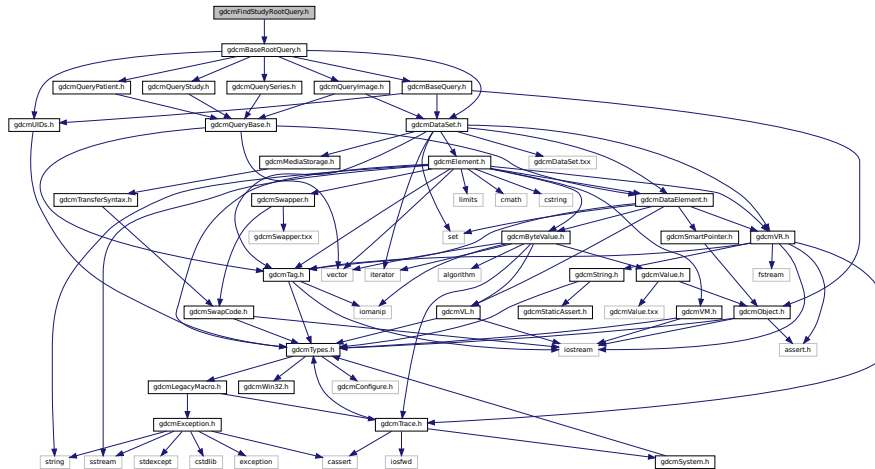 gdcmFindStudyRootQuery.h
gdcmBaseRootQuery.h
gdcmQueryPatient.h
gdcmQueryStudy.h
gdcmQuerySeries.h
gdcmQueryImage.h
gdcmBaseQuery.h
gdcmUIDs.h
gdcmQueryBase.h
gdcmDataSet.h
gdcmMediaStorage.h
gdcmElement.h
gdcmDataSet.txx
gdcmTransferSyntax.h
gdcmSwapper.h
limits
cmath
cstring
gdcmDataElement.h
gdcmSwapper.txx
set
gdcmByteValue.h
gdcmSmartPointer.h
gdcmVR.h
gdcmTag.h
vector
iterator
algorithm
gdcmString.h
gdcmValue.h
fstream
gdcmSwapCode.h
iomanip
gdcmVL.h
gdcmStaticAssert.h
gdcmValue.txx
gdcmVM.h
gdcmObject.h
gdcmTypes.h
iostream
assert.h
gdcmLegacyMacro.h
gdcmWin32.h
gdcmConfigure.h
gdcmException.h
gdcmTrace.h
string
sstream
stdexcept
cstdlib
exception
cassert
iosfwd
gdcmSystem.h